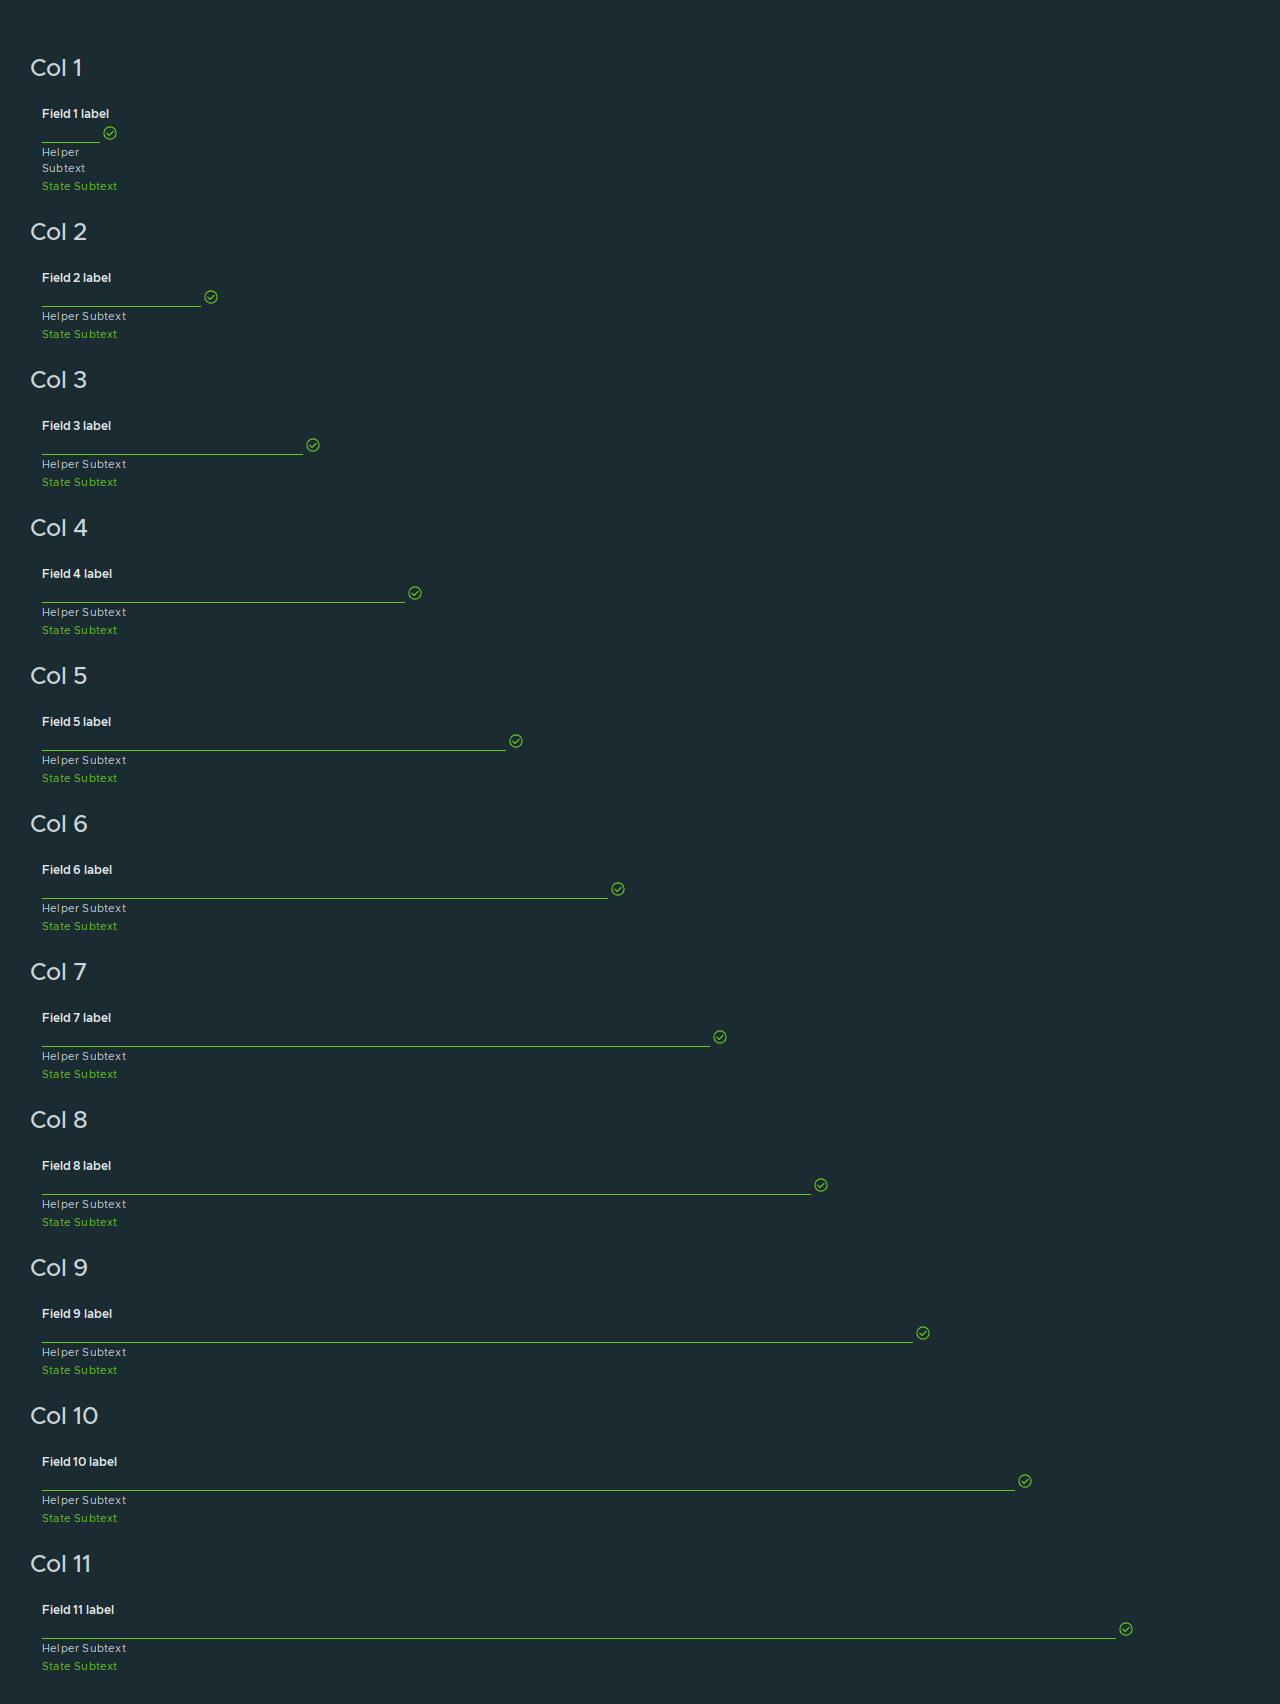 Col 1
Field 1 label
Helper
Subtext
State Subtext
Col 2
Field 2 label
Helper Subtext
State Subtext
Col 3
Field 3 label
Helper Subtext
State Subtext
Col 4
Field 4 label
Helper Subtext
State Subtext
Col 5
Field 5 label
Helper Subtext
State Subtext
Col 6
Field 6 label
Helper Subtext
State Subtext
Col 7
Field 7 label
Helper Subtext
State Subtext
Col 8
Field 8 label
Helper Subtext
State Subtext
Col 9
Field 9 label
Helper Subtext
State Subtext
Col 10
Field 10 label
Helper Subtext
State Subtext
Col 11
Field 11 label
Helper Subtext
State Subtext